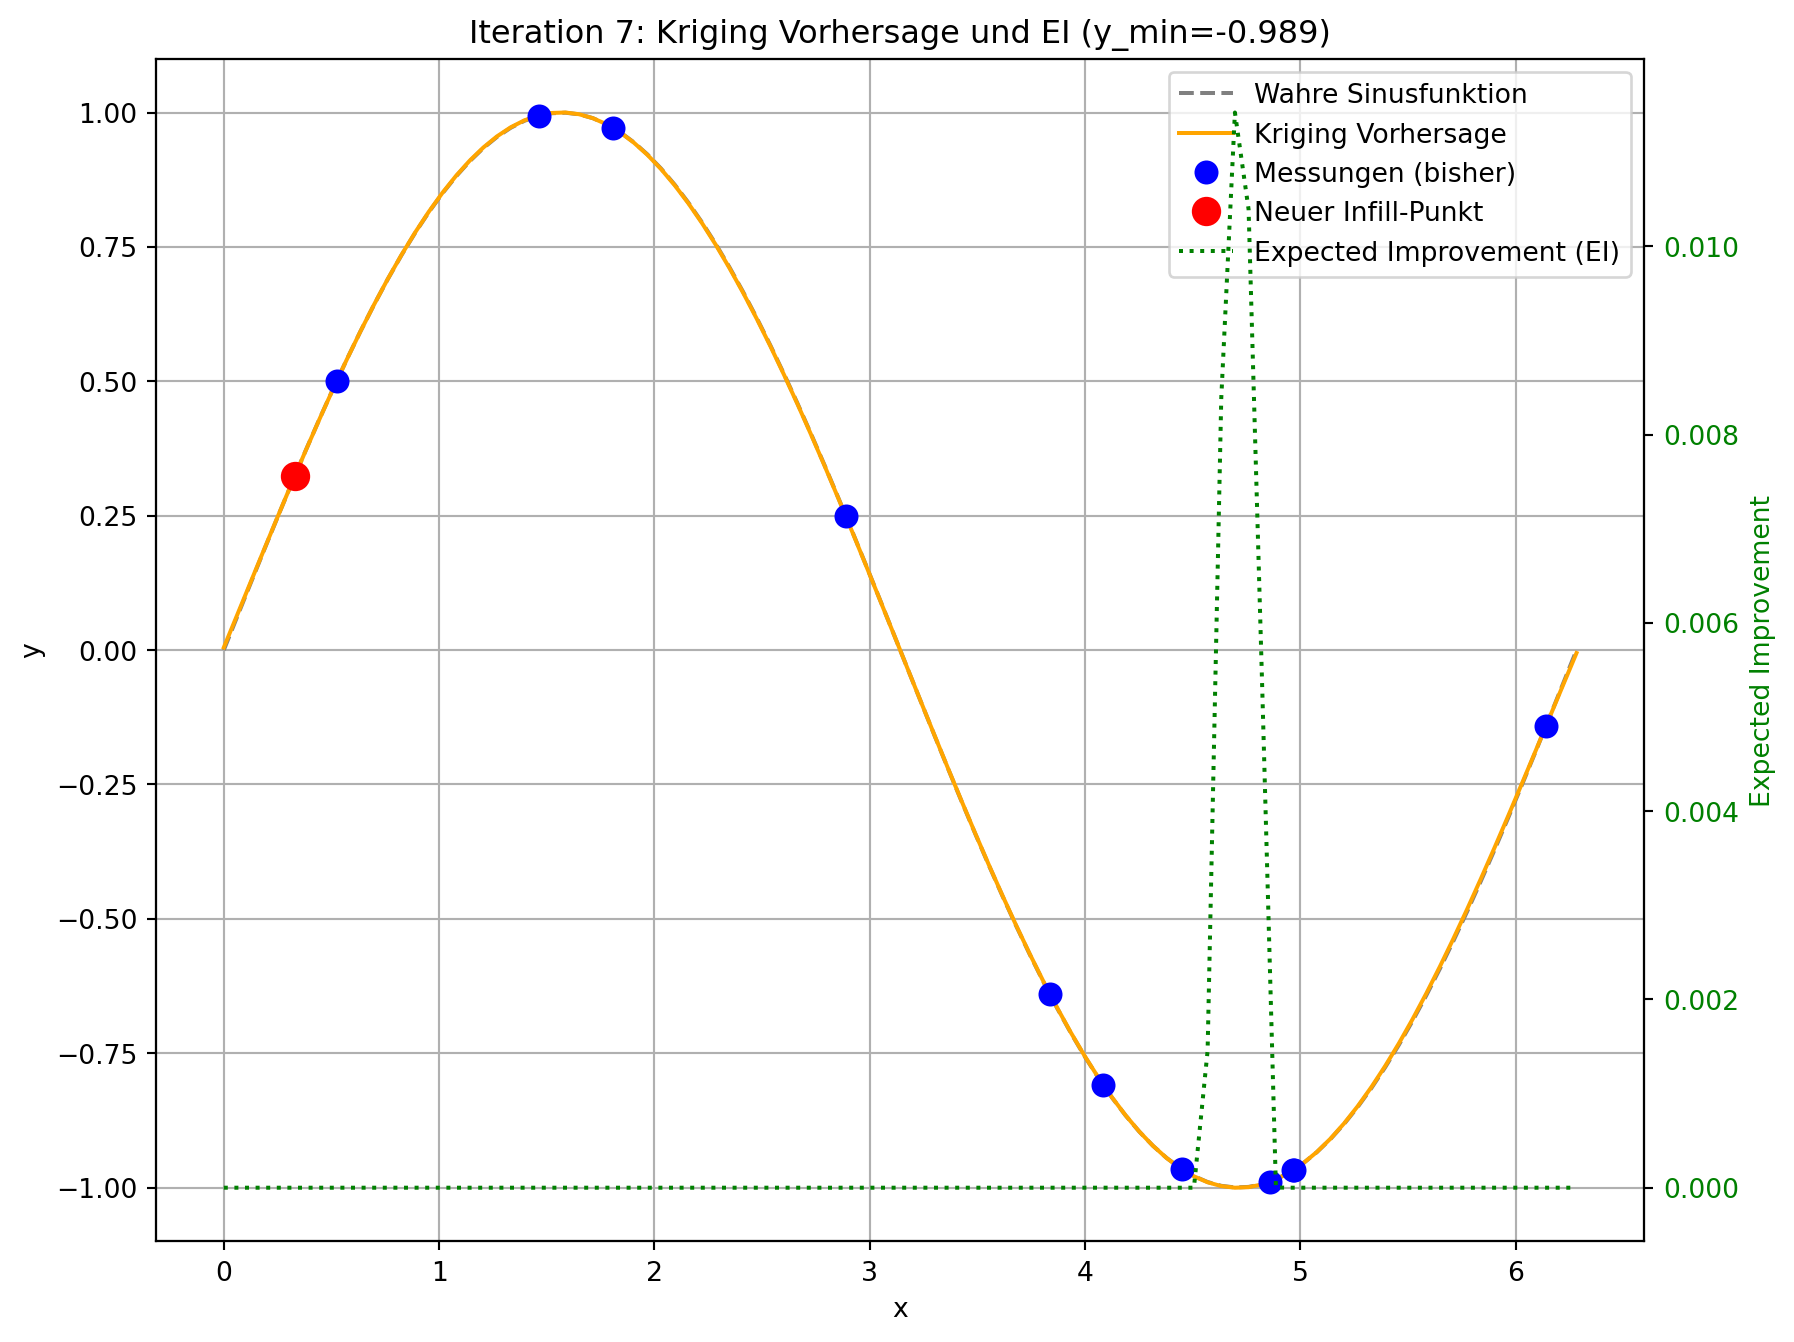 Iteration 7: Kriging Vorhersage und EI (y_min=-0.989)
Wahre Sinusfunktion
Kriging Vorhersage
Messungen (bisher)
Neuer Infill-Punkt
Expected Improvement (EI)
1.00
0.75
0.50
0.25
0.00
−0.25
−0.50
−0.75
−1.00
y
0.010
0.008
0.006
0.004
0.002
0.000
Expected Improvement
0 1 2 3 4 5 6
x